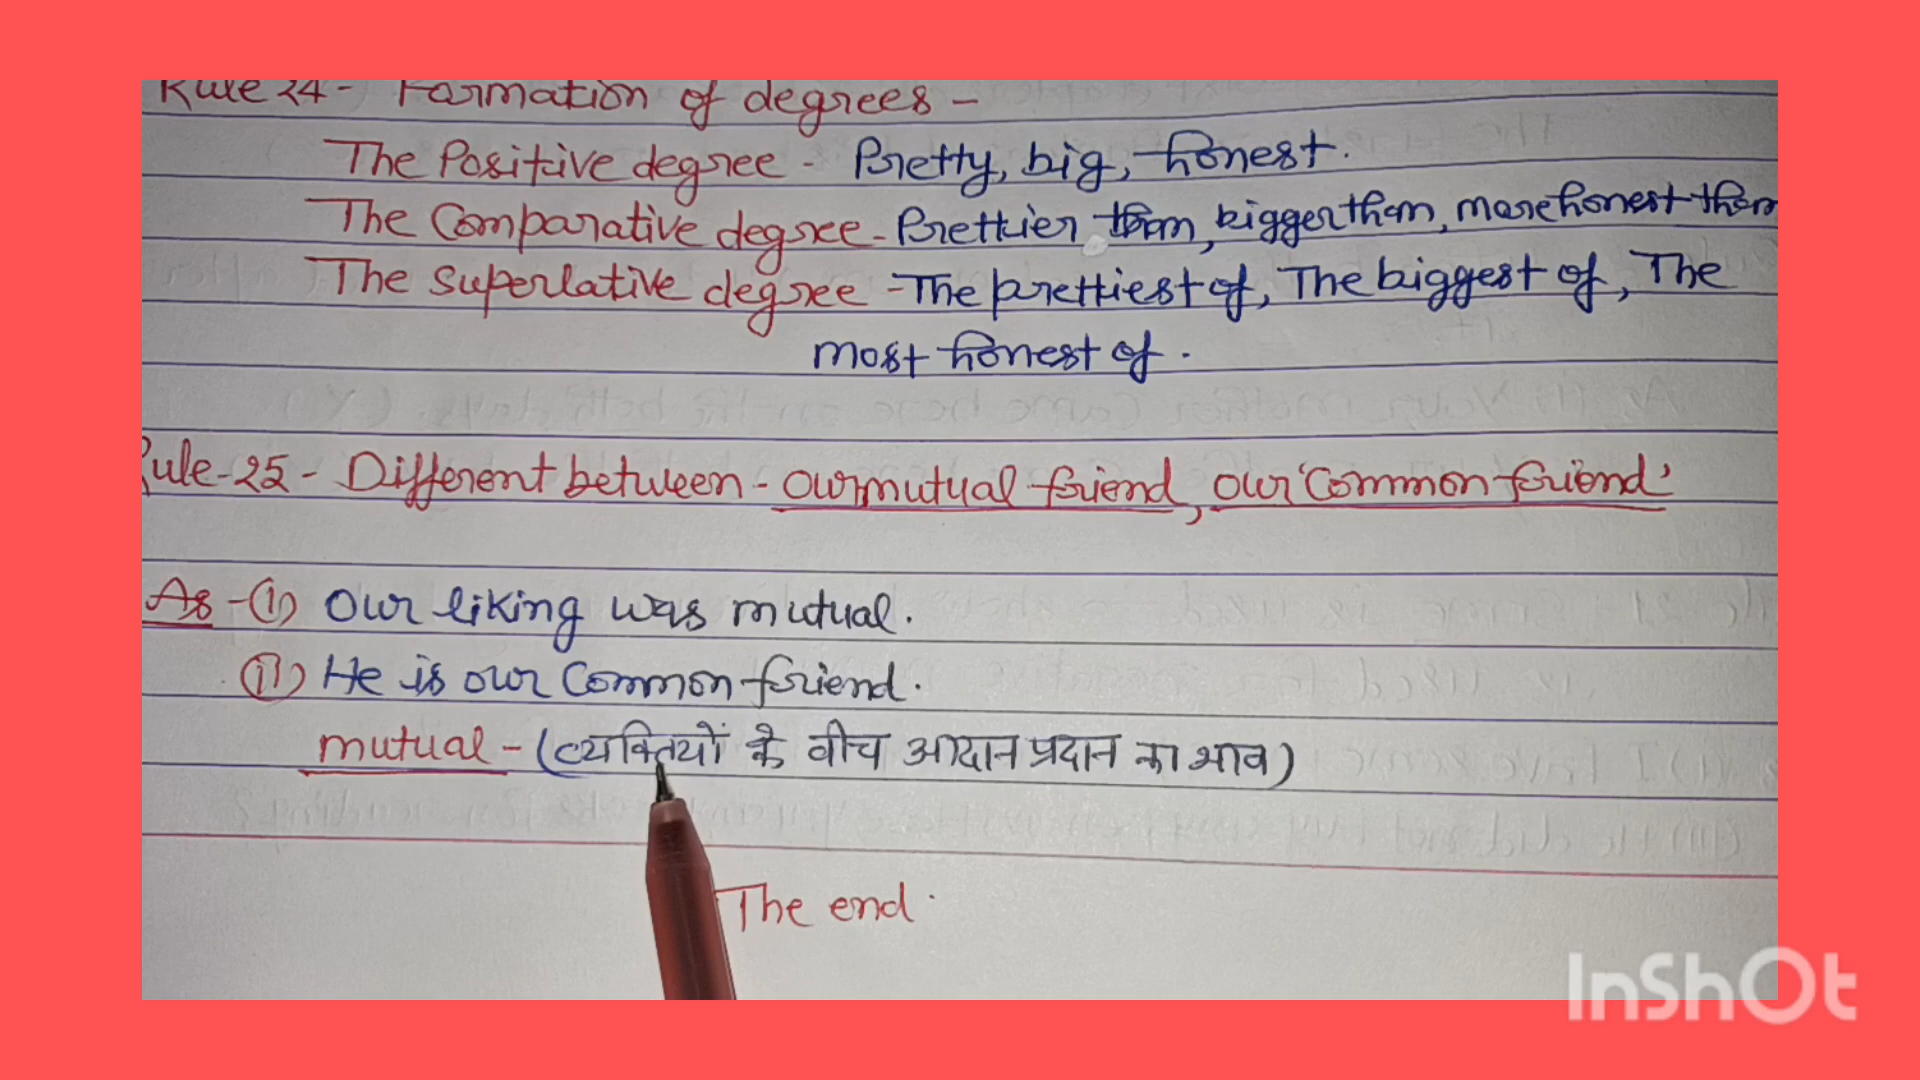 Rule 24 - Formation of degrees -
The Positive degree - Pretty, big, honest.
The Comparative degree - Prettier than, bigger than, more honest than
The Superlative degree - The prettiest of, The biggest of, The
most honest of.
Rule-25 - Different between - our mutual friend, our 'Common friend'
As - (i) Our liking was mutual.
(ii) He is our Common friend.
mutual - (व्यक्तियों के बीच आदान प्रदान का भाव)
The end.
InShOt